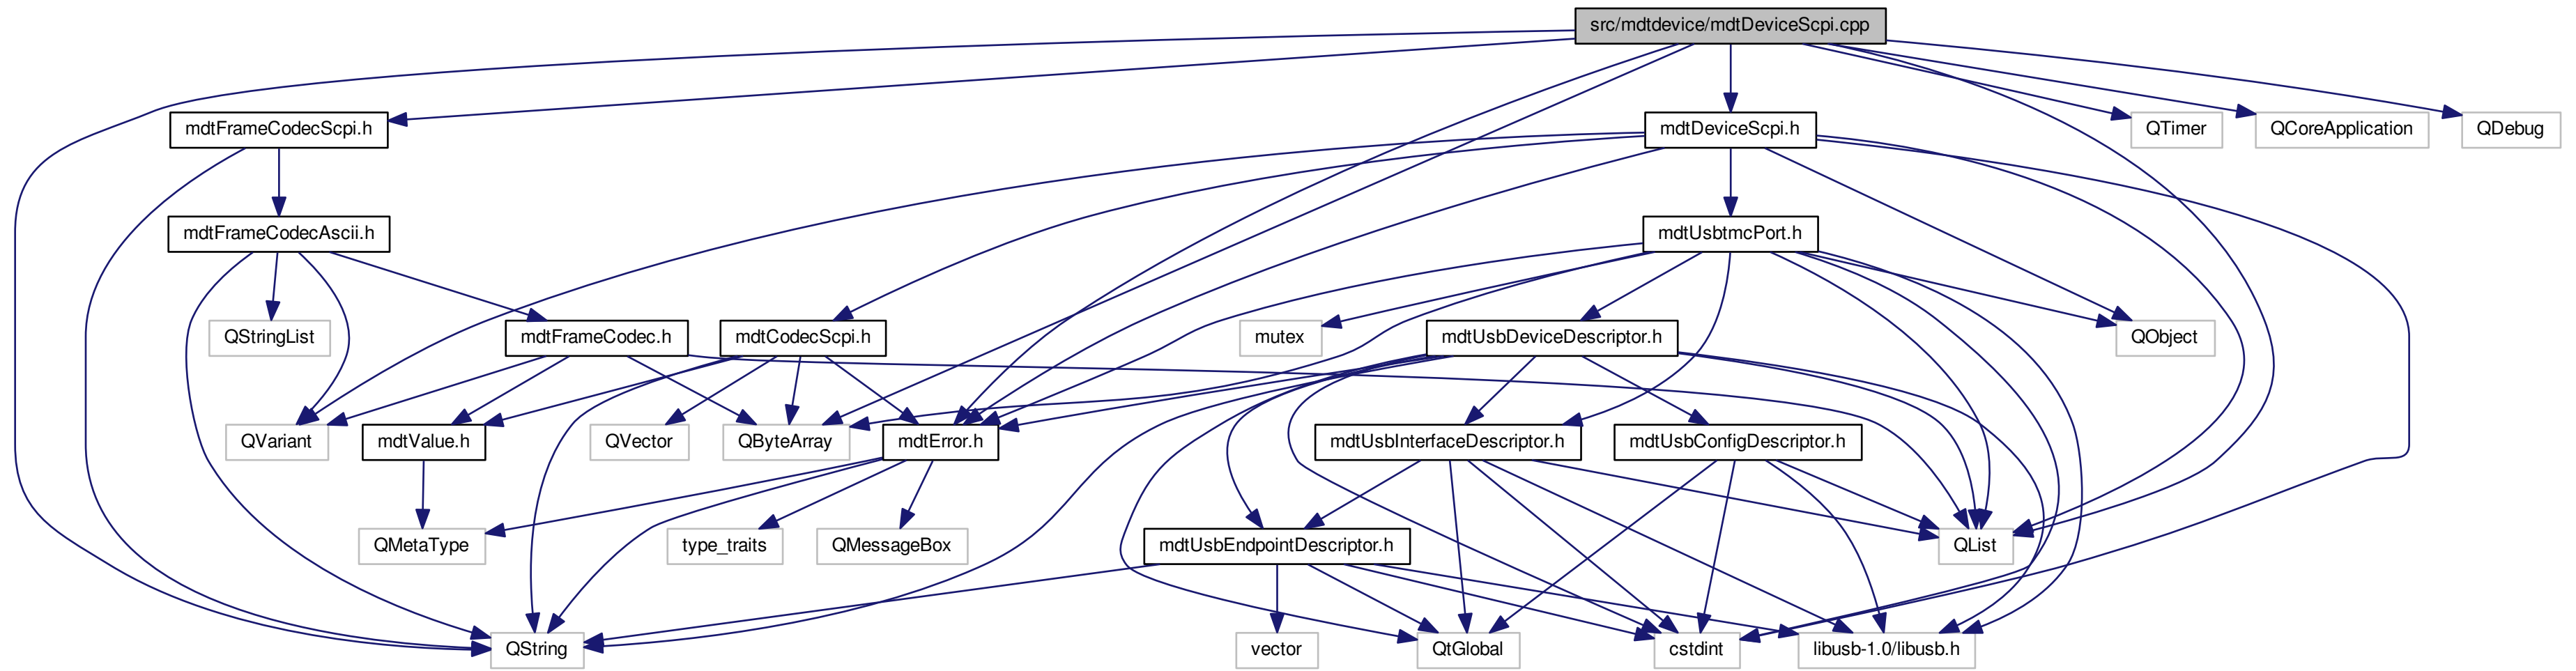 src/mdtdevice/mdtDeviceScpi.cpp
mdtFrameCodecScpi.h
mdtDeviceScpi.h
QTimer
QCoreApplication
QDebug
mdtFrameCodecAscii.h
mdtUsbtmcPort.h
QStringList
mdtFrameCodec.h
mdtCodecScpi.h
mutex
mdtUsbDeviceDescriptor.h
QObject
QVariant
mdtValue.h
QVector
QByteArray
mdtError.h
mdtUsbInterfaceDescriptor.h
mdtUsbConfigDescriptor.h
QMetaType
type_traits
QMessageBox
mdtUsbEndpointDescriptor.h
QList
QString
vector
QtGlobal
cstdint
libusb-1.0/libusb.h